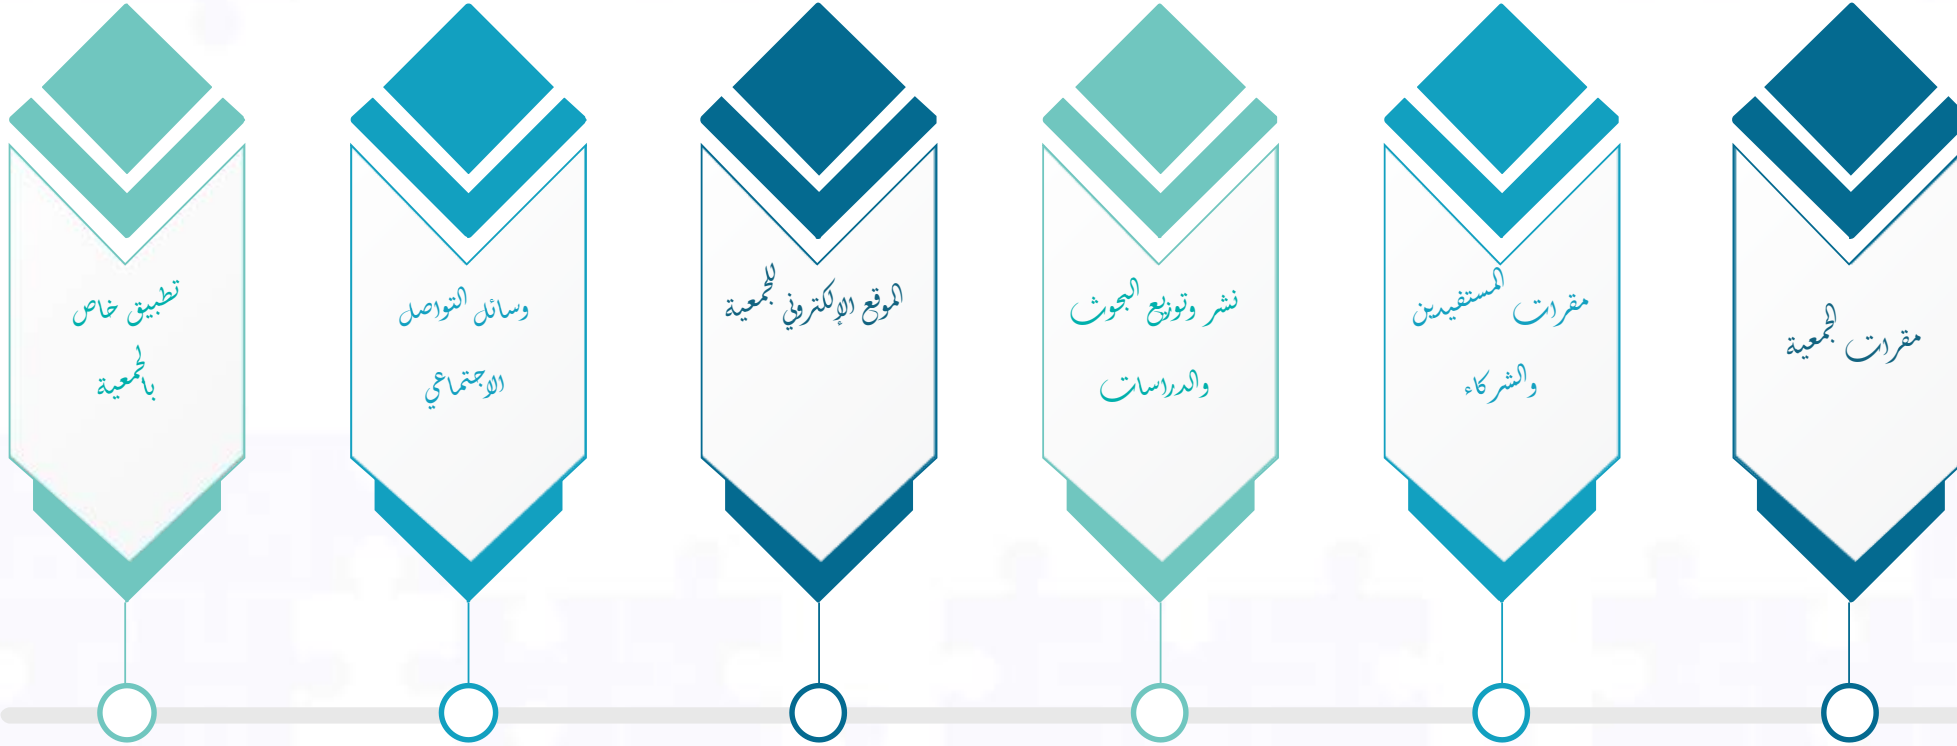 مقرات الجمعية
مقرات المستفيدين
والشركاء
نشر وتوزيع البحوث
والدراسات
الموقع الإلكتروني للجمعية
وسائل التواصل
الاجتماعي
تطبيق خاص
بالجمعية